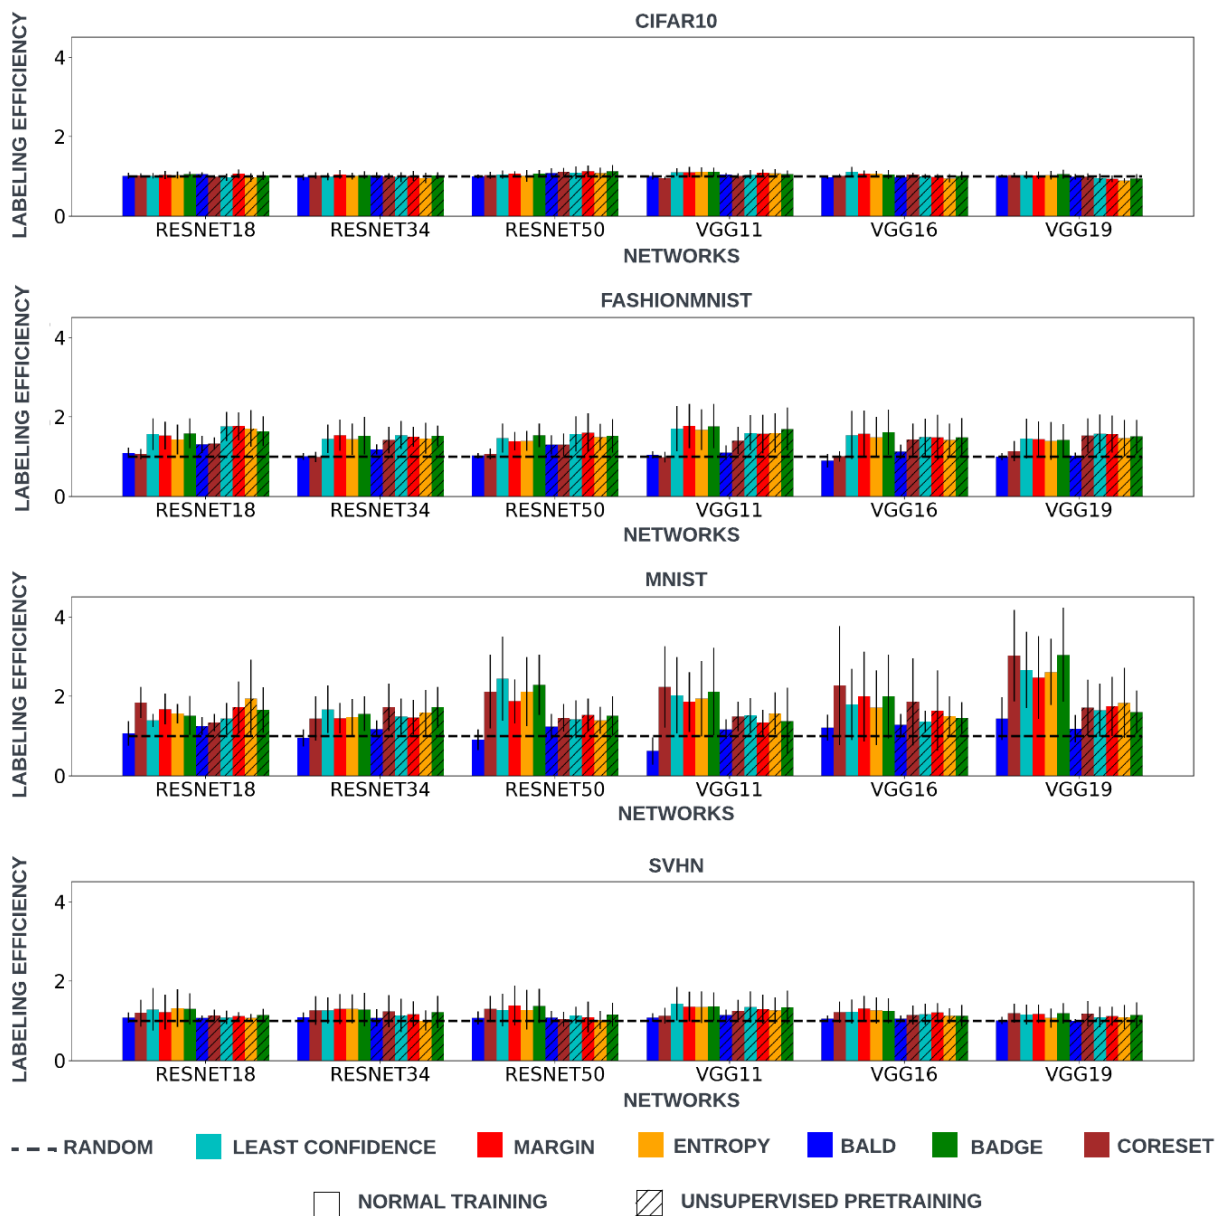 CIFAR10
LABELING EFFICIENCY
4
2
0
RESNET18 RESNET34 RESNET50 VGG11 VGG16 VGG19
NETWORKS
FASHIONMNIST
LABELING EFFICIENCY
4
2
0
RESNET18 RESNET34 RESNET50 VGG11 VGG16 VGG19
NETWORKS
MNIST
LABELING EFFICIENCY
4
2
0
RESNET18 RESNET34 RESNET50 VGG11 VGG16 VGG19
NETWORKS
SVHN
LABELING EFFICIENCY
4
2
0
RESNET18 RESNET34 RESNET50 VGG11 VGG16 VGG19
NETWORKS
RANDOM LEAST CONFIDENCE MARGIN ENTROPY BALD BADGE CORESET
NORMAL TRAINING UNSUPERVISED PRETRAINING